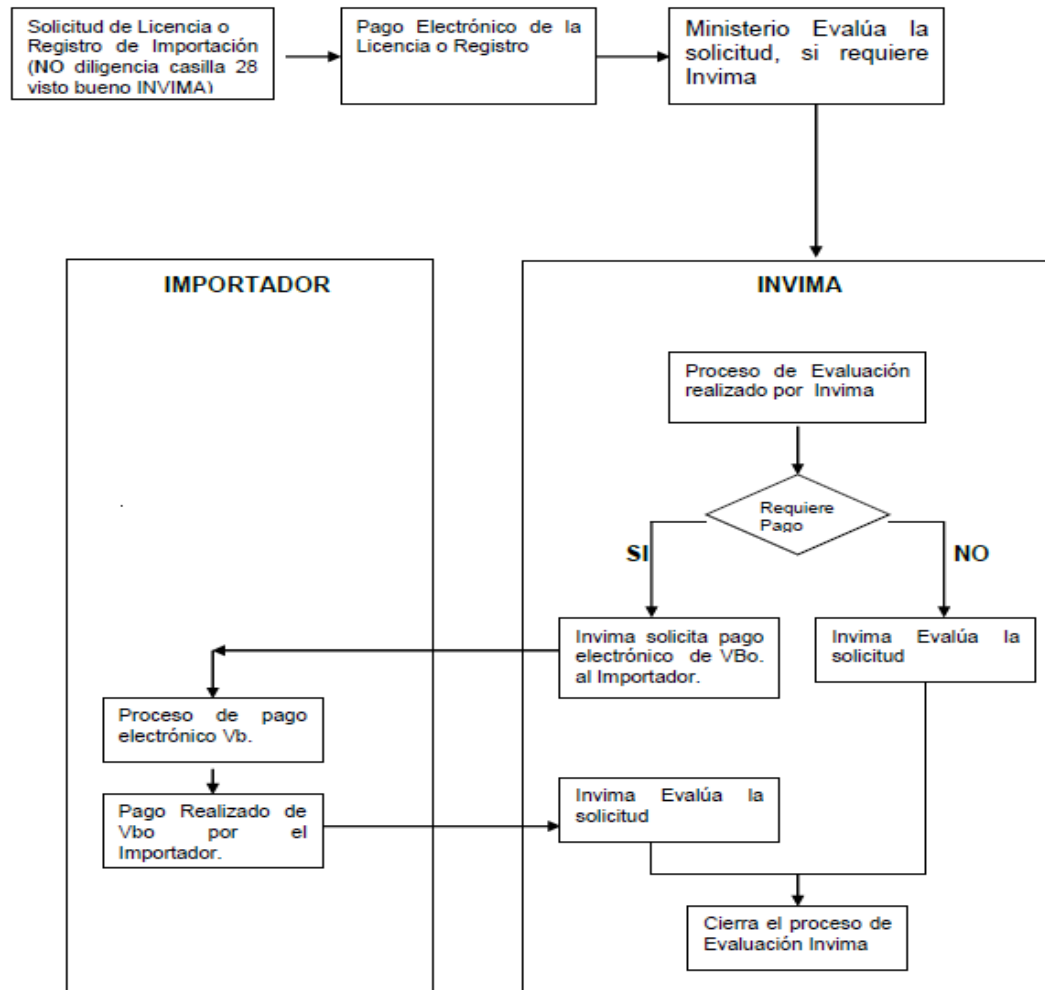 Solicitud de Licencia o
Registro de Importación
(NO diligencia casilla 28
visto bueno INVIMA)
Pago Electrónico de la
Licencia o Registro
Ministerio Evalúa la
solicitud, si requiere
Invima
IMPORTADOR
INVIMA
Proceso de Evaluación
realizado por Invima
Requiere
Pago
SI
NO
Invima solicita pago
electrónico de VBo.
al Importador.
Invima Evalúa la
solicitud
Proceso de pago
electrónico Vb.
Pago Realizado de
Vbo por el
Importador.
Invima Evalúa la
solicitud
Cierra el proceso de
Evaluación Invima